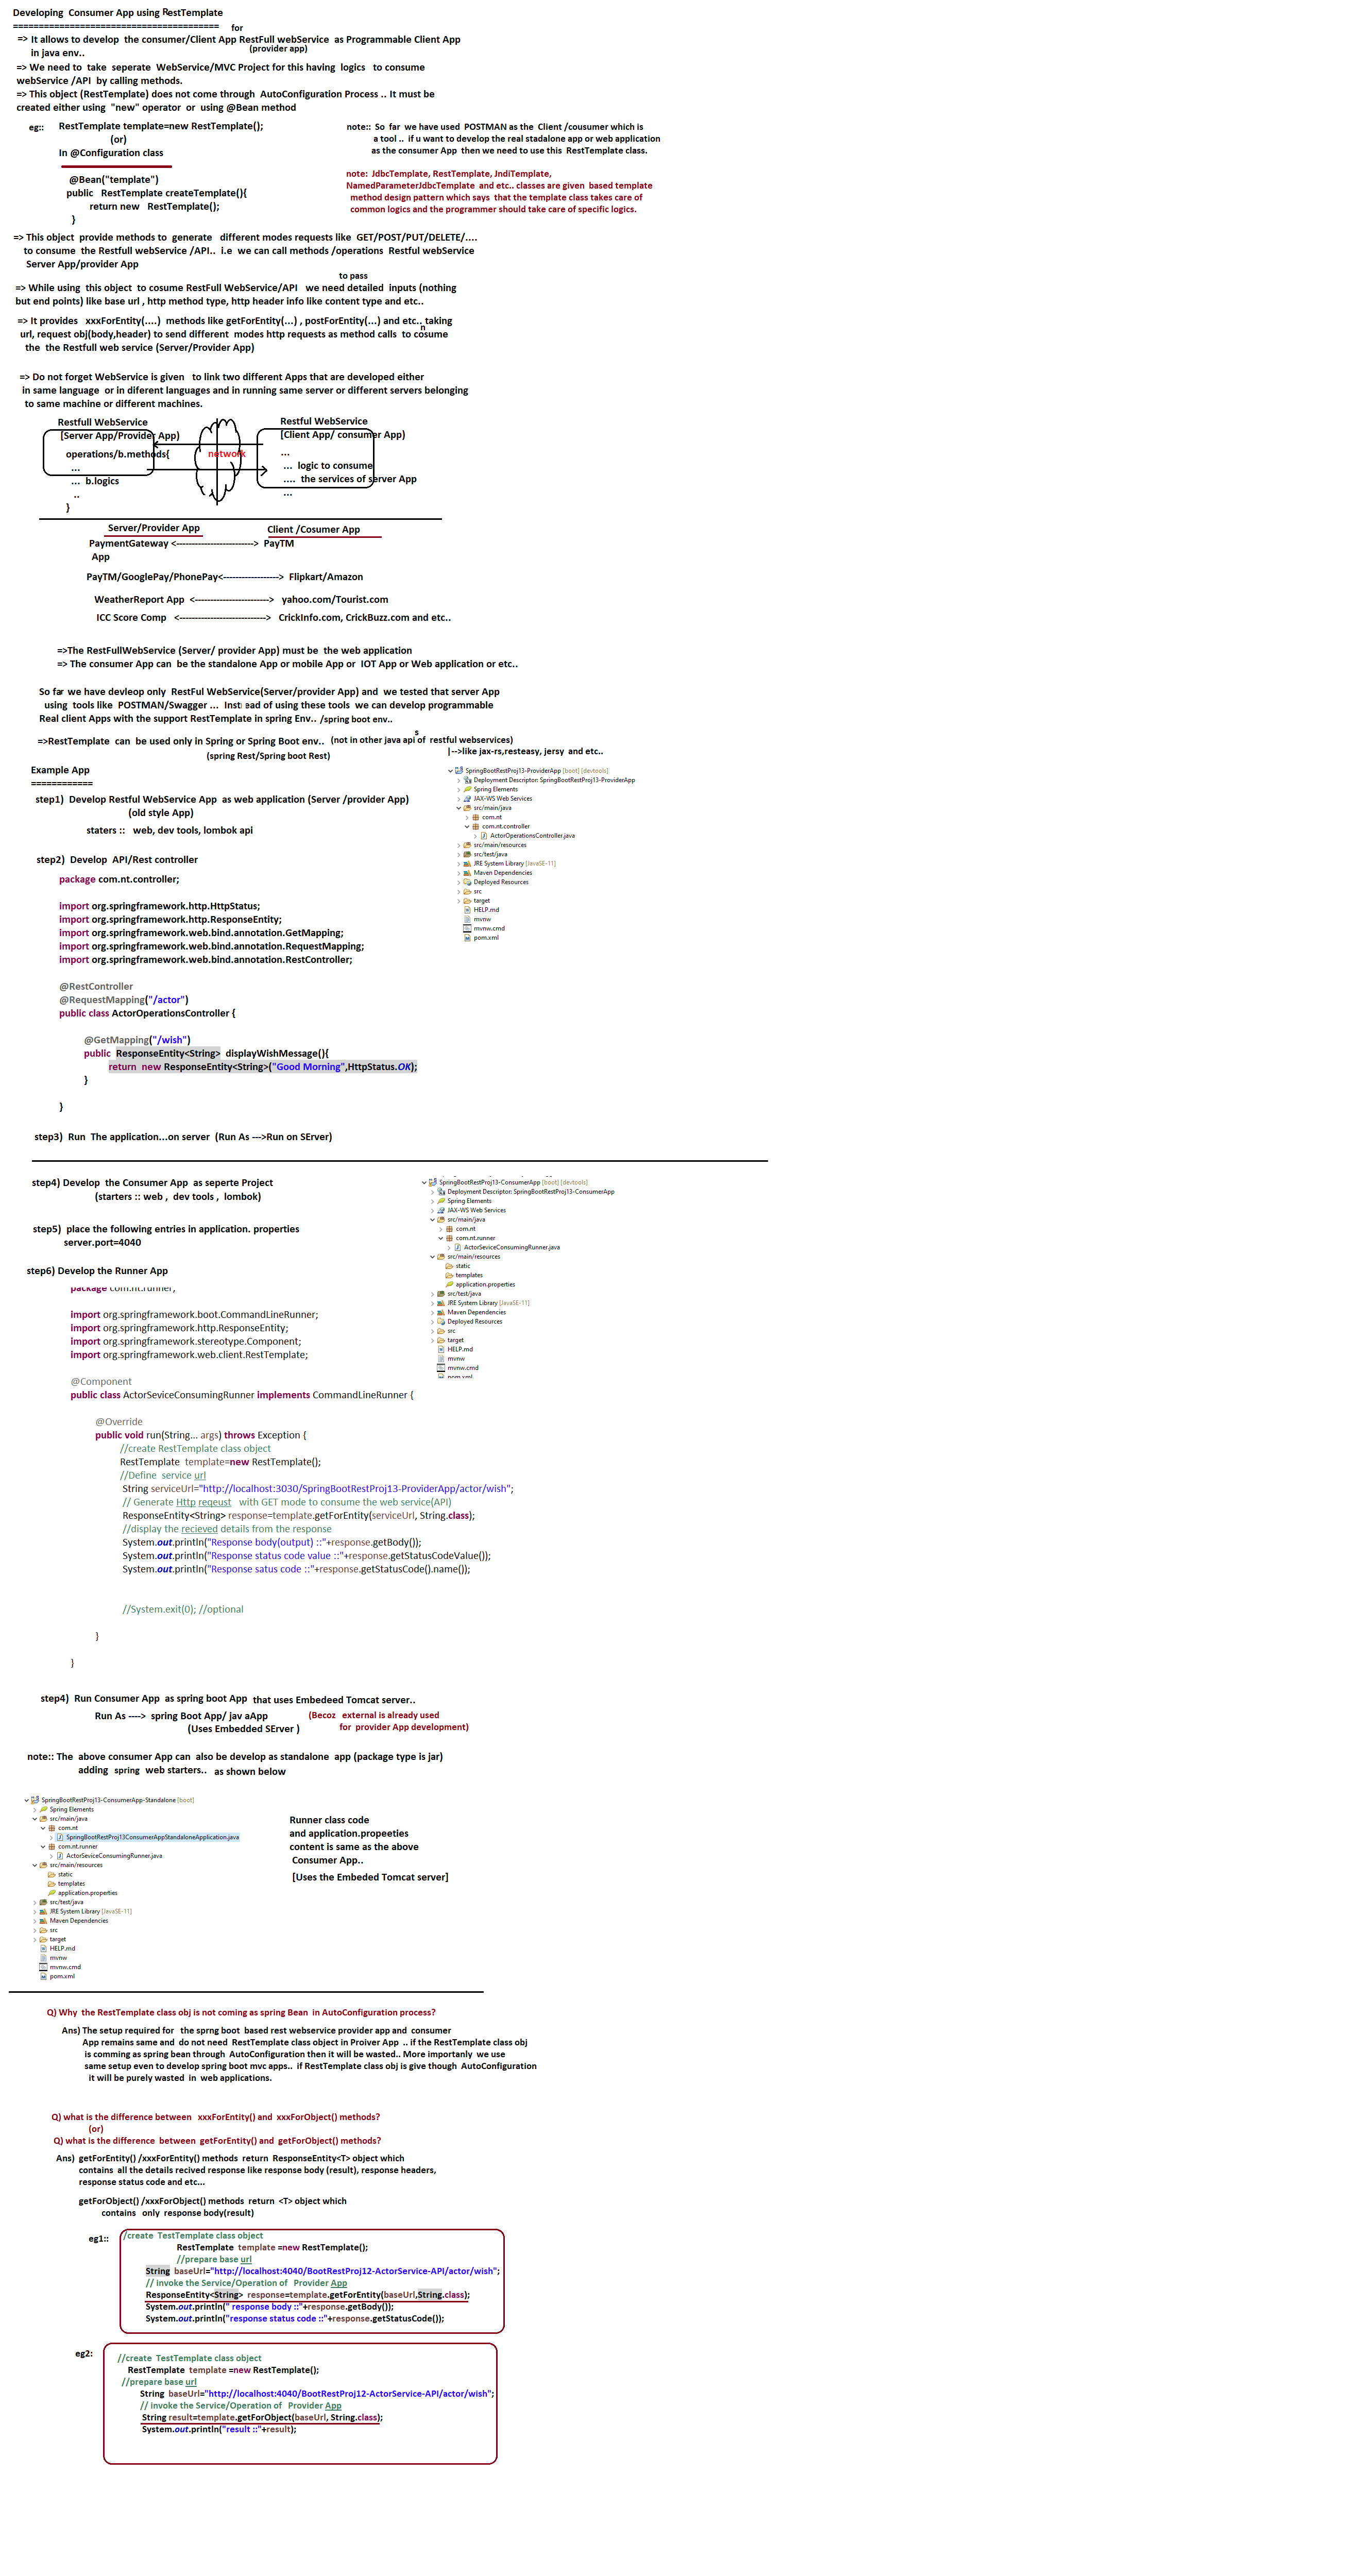 Developing Consumer App using RestTemplate
========================================
for
=> It allows to develop the consumer/Client App RestFull webService as Programmable Client App
(provider app)
in java env..
=> We need to take seperate WebService/MVC Project for this having logics to consume
webService /API by calling methods.
=> This object (RestTemplate) does not come through AutoConfiguration Process .. It must be
created either using "new" operator or using @Bean method
eg:: RestTemplate template=new RestTemplate();
(or)
In @Configuration class
@Bean("template")
public RestTemplate createTemplate(){
return new RestTemplate();
}
note:: So far we have used POSTMAN as the Client /cousumer which is
a tool .. if u want to develop the real stadalone app or web application
as the consumer App then we need to use this RestTemplate class.
note: JdbcTemplate, RestTemplate, JndiTemplate,
NamedParameterJdbcTemplate and etc.. classes are given based template
method design pattern which says that the template class takes care of
common logics and the programmer should take care of specific logics.
=> This object provide methods to generate different modes requests like GET/POST/PUT/DELETE/....
to consume the Restfull webService /API.. i.e we can call methods /operations Restful webService
Server App/provider App
to pass
=> While using this object to cosume RestFull WebService/API we need detailed inputs (nothing
but end points) like base url , http method type, http header info like content type and etc..
=> It provides xxxForEntity(....) methods like getForEntity(...) , postForEntity(...) and etc.. taking
url, request obj(body,header) to send different modes http requests as method calls to cosume
n
the the Restfull web service (Server/Provider App)
=> Do not forget WebService is given to link two different Apps that are developed either
in same language or in diferent languages and in running same server or different servers belonging
to same machine or different machines.
Restfull WebService
[Server App/Provider App)
operations/b.methods{
...
... b.logics
..
}
network
Restful WebService
[Client App/ consumer App)
...
... logic to consume
.... the services of server App
...
Server/Provider App Client /Cosumer App
PaymentGateway <--------------------------> PayTM
App
PayTM/GooglePay/PhonePay<------------------> Flipkart/Amazon
WeatherReport App <------------------------> yahoo.com/Tourist.com
ICC Score Comp <----------------------------> CrickInfo.com, CrickBuzz.com and etc..
=>The RestFullWebService (Server/ provider App) must be the web application
=> The consumer App can be the standalone App or mobile App or IOT App or Web application or etc..
So far we have devleop only RestFul WebService(Server/provider App) and we tested that server App
using tools like POSTMAN/Swagger ... Instead of using these tools we can develop programmable
Real client Apps with the support RestTemplate in spring Env.. /spring boot env..
s
=>RestTemplate can be used only in Spring or Spring Boot env.. (not in other java api of restful webservices)
(spring Rest/Spring boot Rest)
|-->like jax-rs,resteasy, jersy and etc..
Example App
============
step1) Develop Restful WebService App as web application (Server /provider App)
(old style App)
staters :: web, dev tools, lombok api
SpringBootRestProj13-ProviderApp [boot] [devtools]
Deployment Descriptor: SpringBootRestProj13-ProviderApp
Spring Elements
JAX-WS Web Services
src/main/java
com.nt
com.nt.controller
ActorOperationsController.java
src/main/resources
src/test/java
JRE System Library [JavaSE-11]
Maven Dependencies
Deployed Resources
src
target
HELP.md
mvnw
mvnw.cmd
pom.xml
step2) Develop API/Rest controller
package com.nt.controller;
import org.springframework.http.HttpStatus;
import org.springframework.http.ResponseEntity;
import org.springframework.web.bind.annotation.GetMapping;
import org.springframework.web.bind.annotation.RequestMapping;
import org.springframework.web.bind.annotation.RestController;
@RestController
@RequestMapping("/actor")
public class ActorOperationsController {
@GetMapping("/wish")
public ResponseEntity<String> displayWishMessage(){
return new ResponseEntity<String>("Good Morning",HttpStatus.OK);
}
}
step3) Run The application...on server (Run As --->Run on SErver)
step4) Develop the Consumer App as seperte Project
(starters :: web , dev tools , lombok)
step5) place the following entries in application. properties
server.port=4040
SpringBootRestProj13-ConsumerApp [boot] [devtools]
Deployment Descriptor: SpringBootRestProj13-ConsumerApp
Spring Elements
JAX-WS Web Services
src/main/java
com.nt
com.nt.runner
ActorSeviceConsumingRunner.java
src/main/resources
static
templates
application.properties
src/test/java
JRE System Library [JavaSE-11]
Maven Dependencies
Deployed Resources
src
target
HELP.md
mvnw
mvnw.cmd
pom.xml
step6) Develop the Runner App
package com.nt.runner;
import org.springframework.boot.CommandLineRunner;
import org.springframework.http.ResponseEntity;
import org.springframework.stereotype.Component;
import org.springframework.web.client.RestTemplate;
@Component
public class ActorSeviceConsumingRunner implements CommandLineRunner {
@Override
public void run(String... args) throws Exception {
//create RestTemplate class object
RestTemplate template=new RestTemplate();
//Define service url
String serviceUrl="http://localhost:3030/SpringBootRestProj13-ProviderApp/actor/wish";
// Generate Http reqeust with GET mode to consume the web service(API)
ResponseEntity<String> response=template.getForEntity(serviceUrl, String.class);
//display the recieved details from the response
System.out.println("Response body(output) ::"+response.getBody());
System.out.println("Response status code value ::"+response.getStatusCodeValue());
System.out.println("Response satus code ::"+response.getStatusCode().name());
//System.exit(0); //optional
}
}
step4) Run Consumer App as spring boot App that uses Embedeed Tomcat server..
Run As ----> spring Boot App/ jav aApp
(Uses Embedded SErver )
(Becoz external is already used
for provider App development)
note:: The above consumer App can also be develop as standalone app (package type is jar)
adding spring web starters.. as shown below
SpringBootRestProj13-ConsumerApp-Standalone [boot]
Spring Elements
src/main/java
com.nt
SpringBootRestProj13ConsumerAppStandaloneApplication.java
com.nt.runner
ActorSeviceConsumingRunner.java
src/main/resources
static
templates
application.properties
src/test/java
JRE System Library [JavaSE-11]
Maven Dependencies
src
target
HELP.md
mvnw
mvnw.cmd
pom.xml
Runner class code
and application.propeeties
content is same as the above
Consumer App..
[Uses the Embeded Tomcat server]
Q) Why the RestTemplate class obj is not coming as spring Bean in AutoConfiguration process?
Ans) The setup required for the sprng boot based rest webservice provider app and consumer
App remains same and do not need RestTemplate class object in Proiver App .. if the RestTemplate class obj
is comming as spring bean through AutoConfiguration then it will be wasted.. More importanly we use
same setup even to develop spring boot mvc apps.. if RestTemplate class obj is give though AutoConfiguration
it will be purely wasted in web applications.
Q) what is the difference between xxxForEntity() and xxxForObject() methods?
(or)
Q) what is the difference between getForEntity() and getForObject() methods?
Ans) getForEntity() /xxxForEntity() methods return ResponseEntity<T> object which
contains all the details recived response like response body (result), response headers,
response status code and etc...
getForObject() /xxxForObject() methods return <T> object which
contains only response body(result)
eg1::
/create TestTemplate class object
RestTemplate template =new RestTemplate();
//prepare base url
String baseUrl="http://localhost:4040/BootRestProj12-ActorService-API/actor/wish";
// invoke the Service/Operation of Provider App
ResponseEntity<String> response=template.getForEntity(baseUrl,String.class);
System.out.println(" response body ::"+response.getBody());
System.out.println("response status code ::"+response.getStatusCode());
eg2:
//create TestTemplate class object
RestTemplate template =new RestTemplate();
//prepare base url
String baseUrl="http://localhost:4040/BootRestProj12-ActorService-API/actor/wish";
// invoke the Service/Operation of Provider App
String result=template.getForObject(baseUrl, String.class);
System.out.println("result ::"+result);